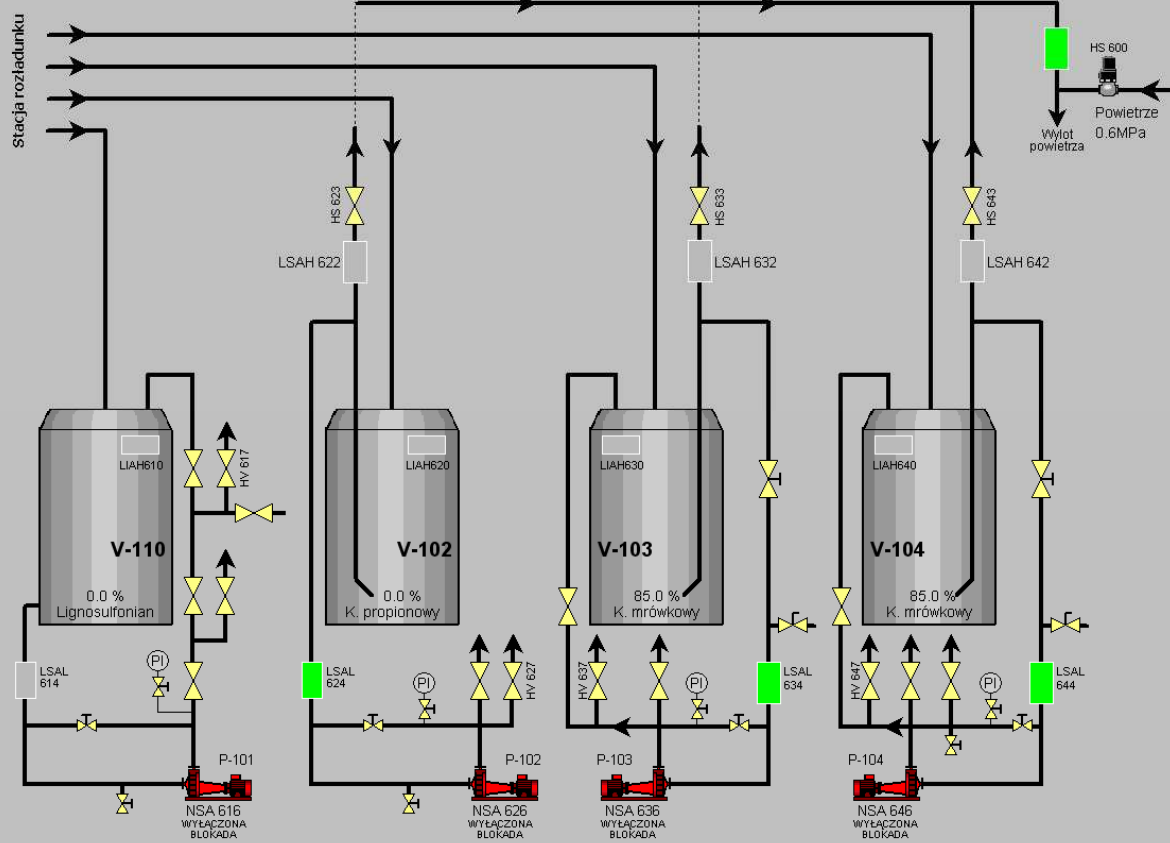 Stacja rozładunku
HS 600
Powietrze
0.6MPa
Wylot
powietrza
HS 623
HS 633
HS 643
LSAH 622
LSAH 632
LSAH 642
LIAH610
LIAH620
LIAH630
LIAH640
HV 617
V-110
V-102
V-103
V-104
0.0 %
Lignosulfonian
0.0 %
K. propionowy
85.0 %
K. mrówkowy
85.0 %
K. mrówkowy
LSAL
614
PI
LSAL
624
PI
HV 627
HV 637
PI
LSAL
634
HV 647
PI
LSAL
644
P-101
P-102
P-103
P-104
NSA 616
WYŁĄCZONA
BLOKADA
NSA 626
WYŁĄCZONA
BLOKADA
NSA 636
WYŁĄCZONA
BLOKADA
NSA 646
WYŁĄCZONA
BLOKADA